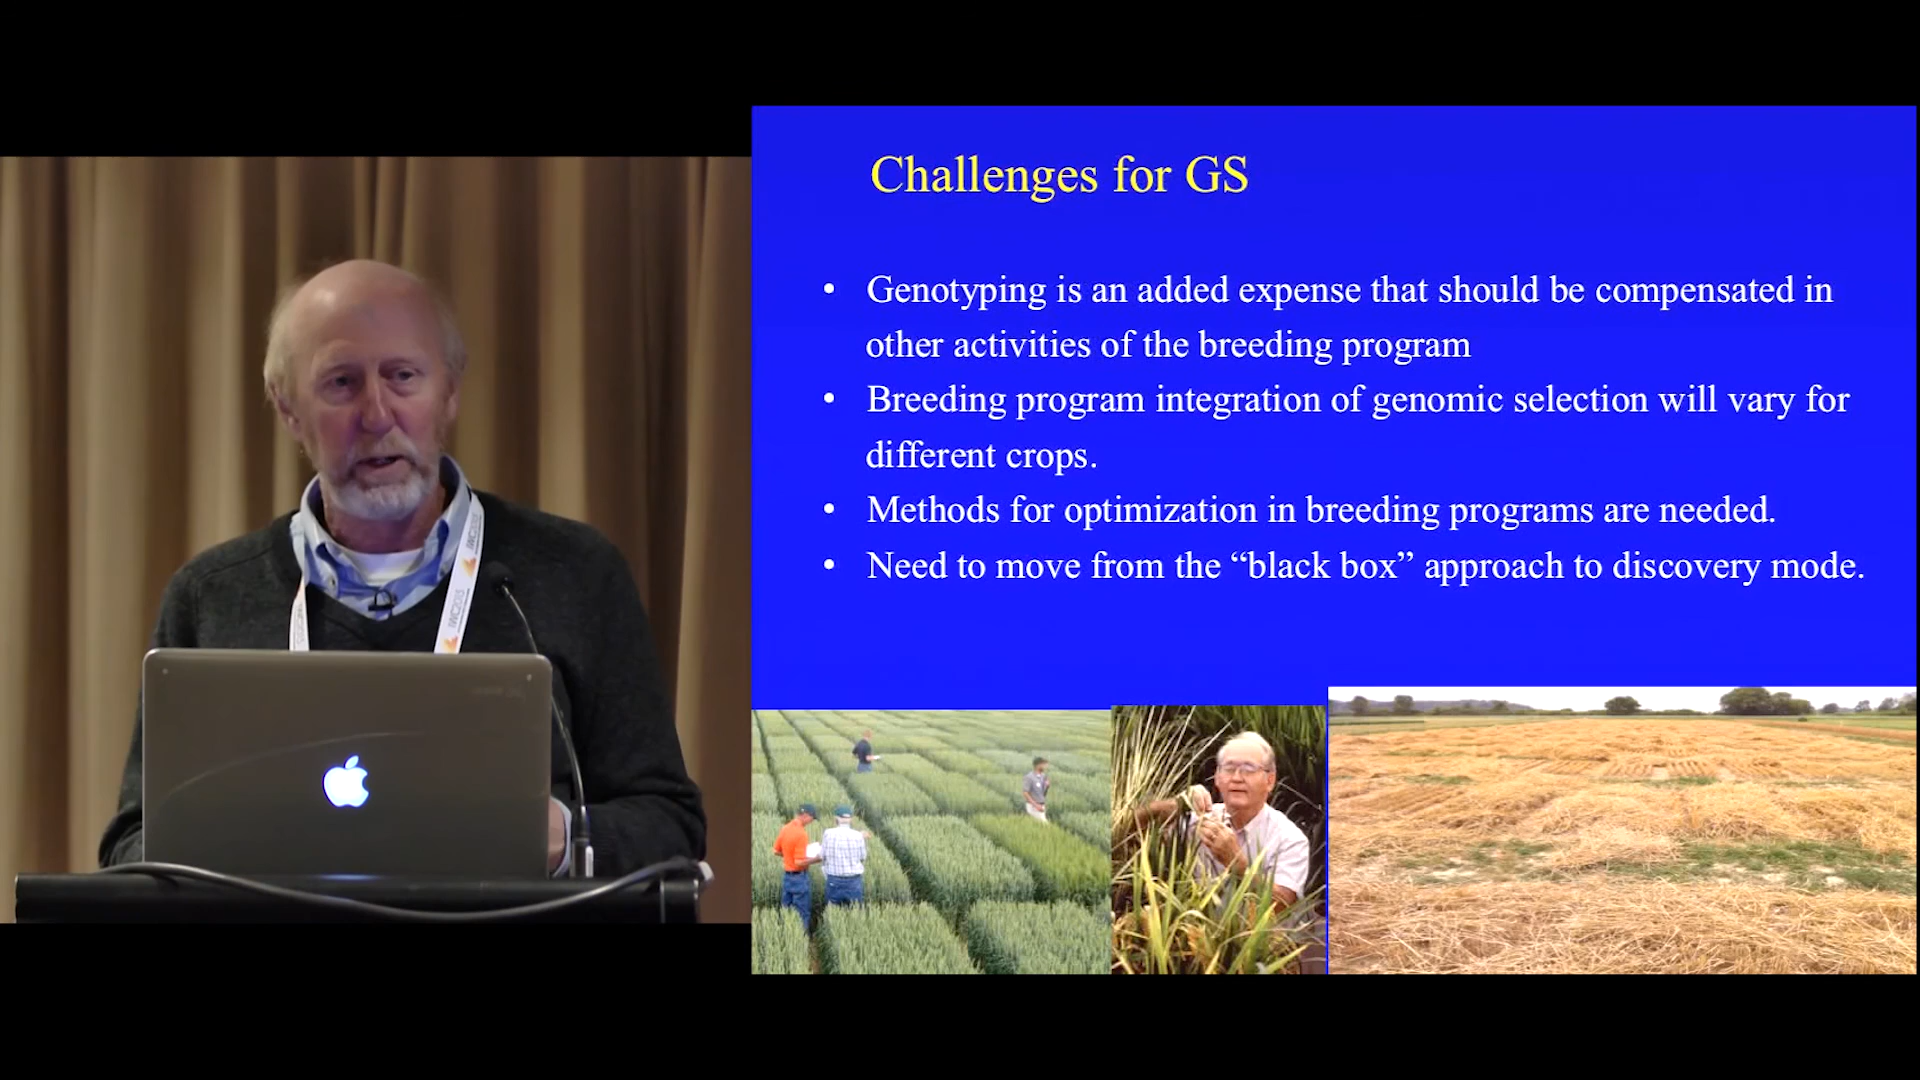 Challenges for GS
• Genotyping is an added expense that should be compensated in
other activities of the breeding program
• Breeding program integration of genomic selection will vary for
different crops.
• Methods for optimization in breeding programs are needed.
• Need to move from the “black box” approach to discovery mode.